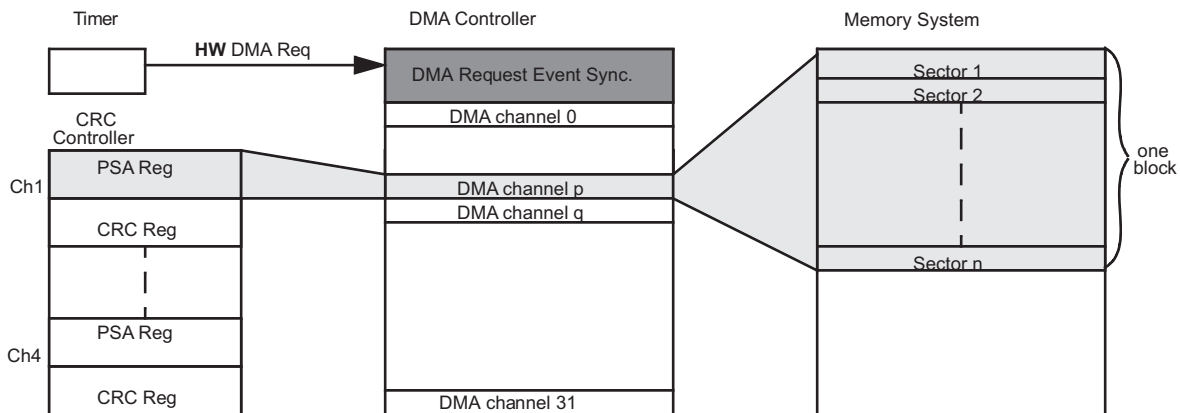 Timer
DMA Controller
Memory System
HW DMA Req
DMA Request Event Sync.
Sector 1
Sector 2
DMA channel 0
CRC
Controller
PSA Reg
Ch1
DMA channel p
one
block
CRC Reg
DMA channel q
Sector n
PSA Reg
Ch4
CRC Reg
DMA channel 31